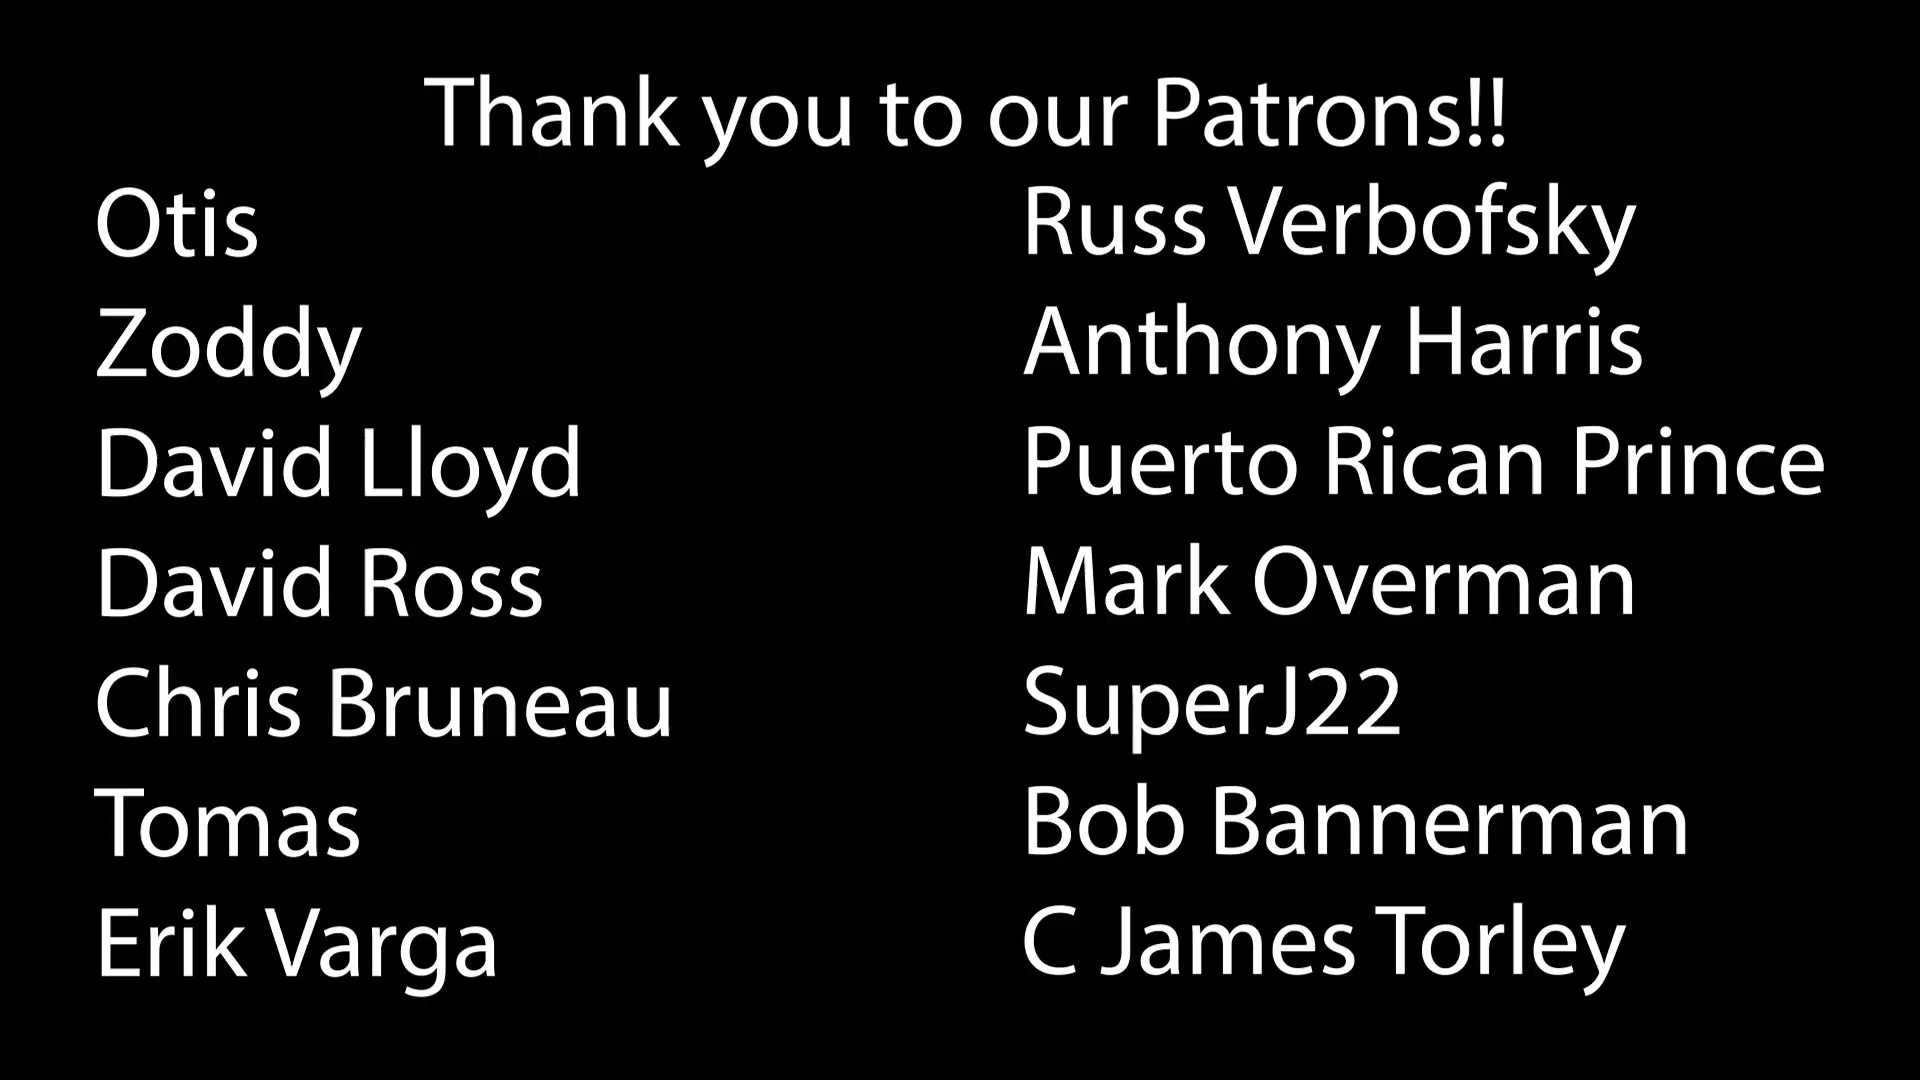 Thank you to our Patrons!!
Otis
Zoddy
David Lloyd
David Ross
Chris Bruneau
Tomas
Erik Varga
Russ Verbofsky
Anthony Harris
Puerto Rican Prince
Mark Overman
SuperJ22
Bob Bannerman
C James Torley